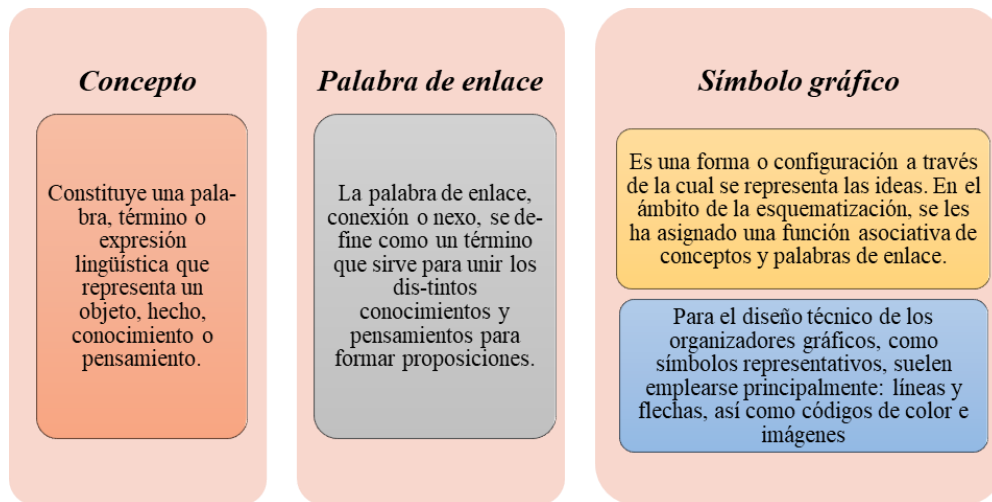 Concepto
Constituye una pala-
bra, término o
expresión
lingüística que
representa un
objeto, hecho,
conocimiento o
pensamiento.
Palabra de enlace
La palabra de enlace,
conexión o nexo, se de-
fine como un término
que sirve para unir los
dis-tintos
conocimientos y
pensamientos para
formar proposiciones.
Símbolo gráfico
Es una forma o configuración a través
de la cual se representa las ideas. En el
ámbito de la esquematización, se les
ha asignado una función asociativa de
conceptos y palabras de enlace.
Para el diseño técnico de los
organizadores gráficos, como
símbolos representativos, suelen
emplearse principalmente: líneas y
flechas, así como códigos de color e
imágenes